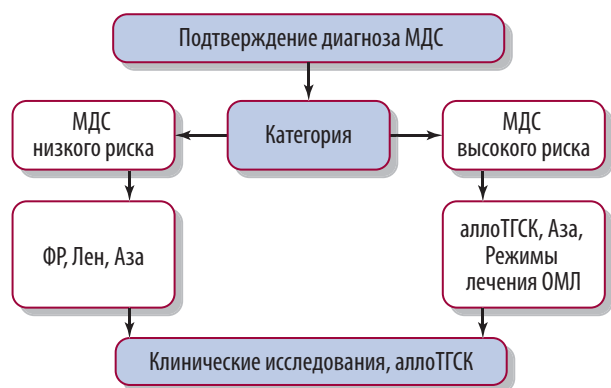 Подтверждение диагноза МДС
МДС
низкого риска
Категория
МДС
высокого риска
ФР, Лен, Аза
аллоТГСК, Аза,
Режимы
лечения ОМЛ
Клинические исследования, аллоТГСК